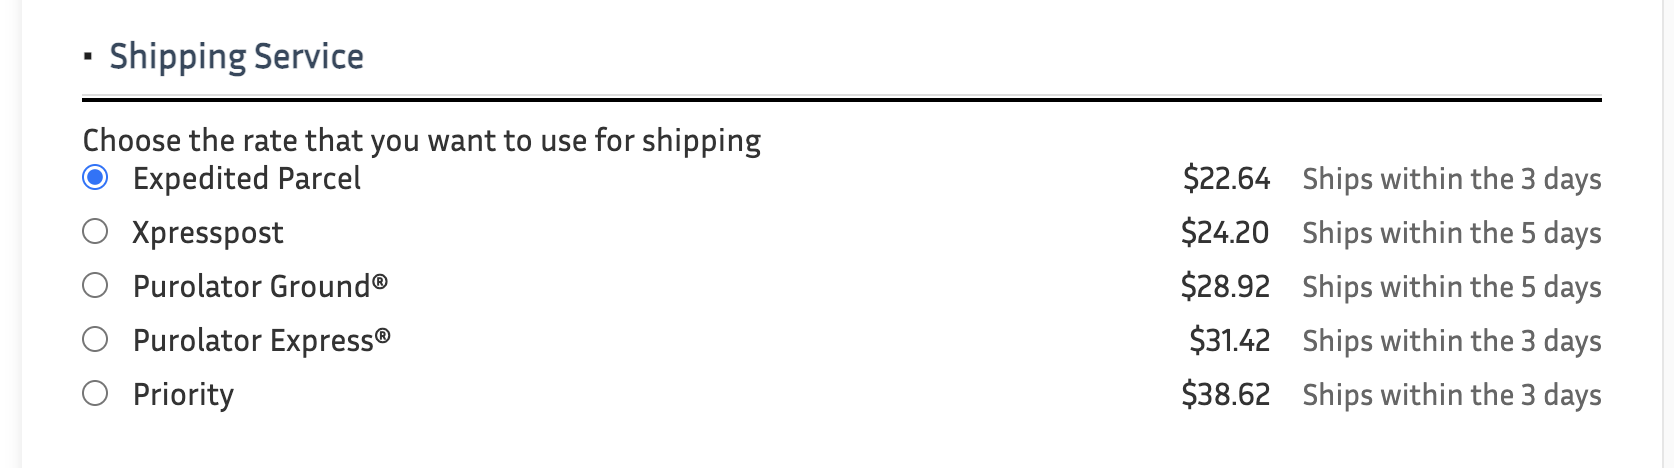 ▪ Shipping Service
Choose the rate that you want to use for shipping
Expedited Parcel $22.64 Ships within the 3 days
Xpresspost $24.20 Ships within the 5 days
Purolator Ground® $28.92 Ships within the 5 days
Purolator Express® $31.42 Ships within the 3 days
Priority $38.62 Ships within the 3 days